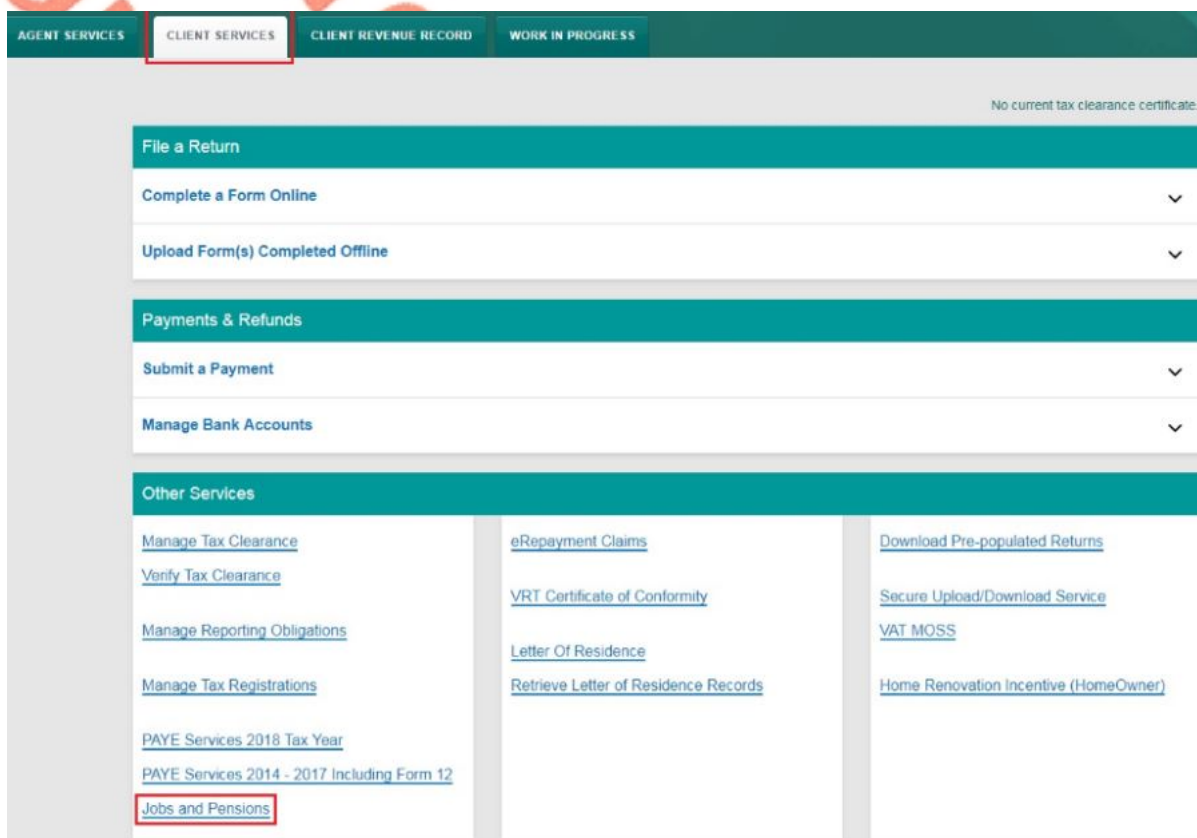 AGENT SERVICES CLIENT SERVICES CLIENT REVENUE RECORD WORK IN PROGRESS
No current tax clearance certificate
File a Return
Complete a Form Online
Upload Form(s) Completed Offline
Payments & Refunds
Submit a Payment
Manage Bank Accounts
Other Services
Manage Tax Clearance
Verify Tax Clearance
Manage Reporting Obligations
Manage Tax Registrations
PAYE Services 2018 Tax Year
PAYE Services 2014 - 2017 Including Form 12
Jobs and Pensions
eRepayment Claims
VRT Certificate of Conformity
Letter Of Residence
Retrieve Letter of Residence Records
Download Pre-populated Returns
Secure Upload/Download Service
VAT MOSS
Home Renovation Incentive (HomeOwner)